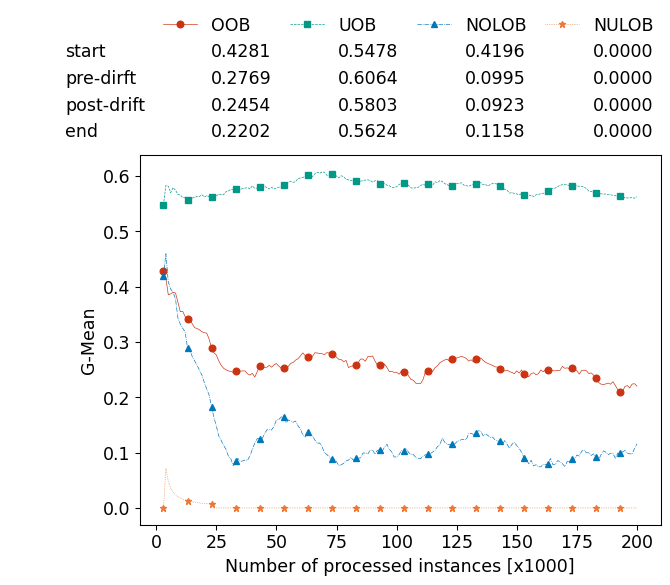 OOB UOB NOLOB NULOB
start 0.4281 0.5478 0.4196 0.0000
pre-dirft 0.2769 0.6064 0.0995 0.0000
post-drift 0.2454 0.5803 0.0923 0.0000
end 0.2202 0.5624 0.1158 0.0000
0.6
0.5
0.4
0.3
0.2
0.1
0.0
G-Mean
0 25 50 75 100 125 150 175 200
Number of processed instances [x1000]